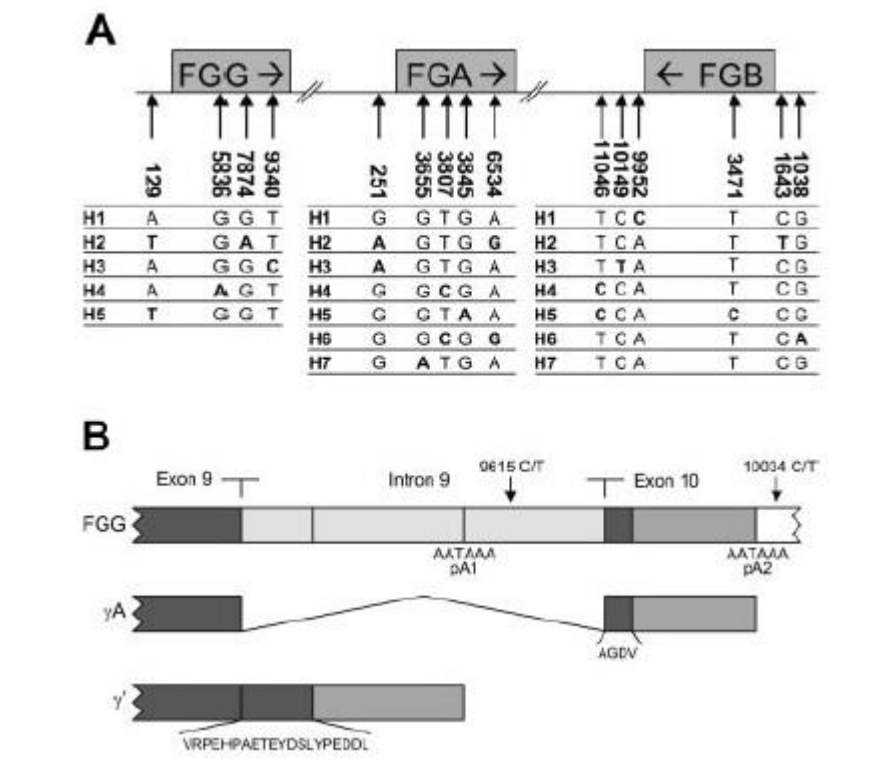 A
FGG → FGA → ← FGB
129 5836 7874 9340 251 3655 3807 3845 6534 11046 10149 9952 3471 1643 1038
H1 A G G T H1 G G T G A H1 T C C T C G
H2 T G A T H2 A G T G G H2 T C A T T G
H3 A G G C H3 A G T G A H3 T T A T C G
H4 A A G T H4 G G C G A H4 C C A T C G
H5 T G G T H5 G G T A A H5 C C A C C G
H6 G G C G G H6 T C A T C A
H7 G A T G A H7 T C A T C G
B
9615 C/T 10034 C/T
Exon 9 Intron 9 Exon 10
FGG
AATAAA AATAAA
pA1 pA2
γA
AGDV
γ'
VRPEHPAETEYDSLYPEDDL